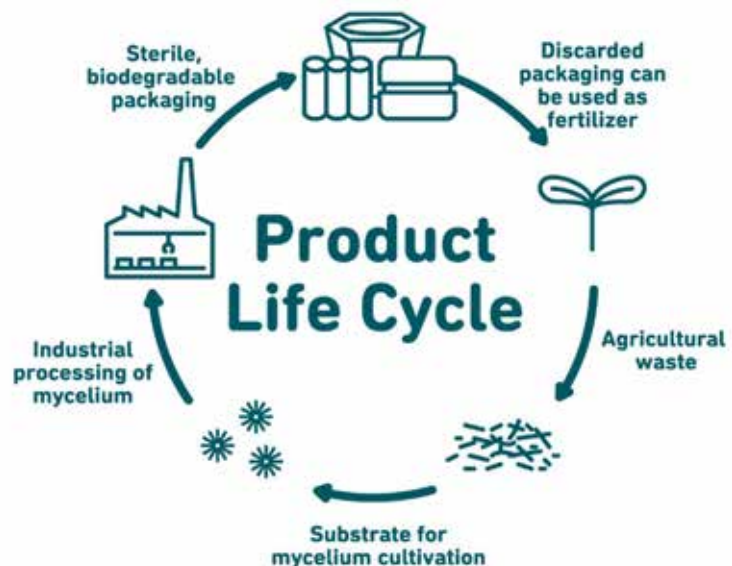 Product
Life Cycle
Sterile,
biodegradable
packaging
Discarded
packaging can
be used as
fertilizer
Agricultural
waste
Substrate for
mycelium cultivation
Industrial
processing of
mycelium